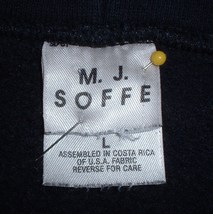 M. J.
SOFFE
L
ASSEMBLED IN COSTA RICA
OF U.S.A. FABRIC
REVERSE FOR CARE